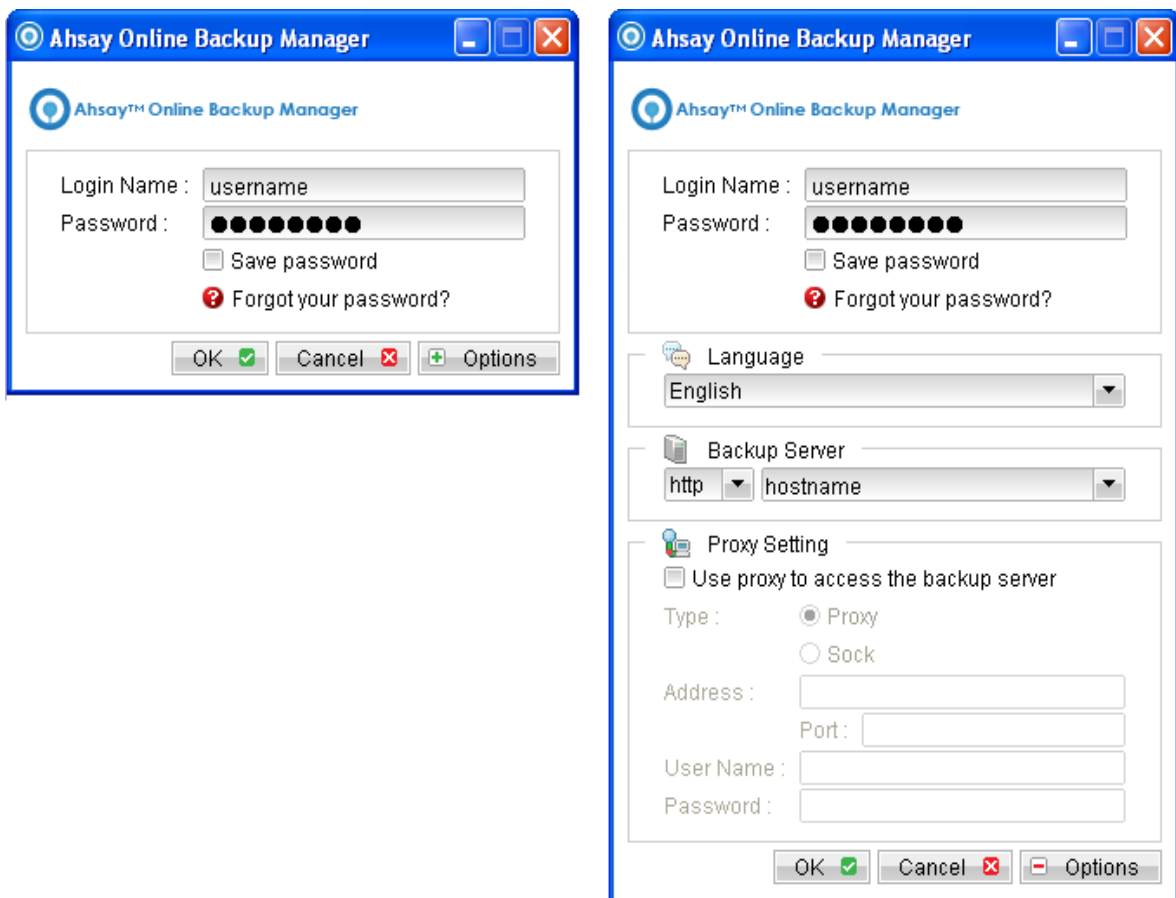 Ahsay Online Backup Manager
Ahsay™ Online Backup Manager
Login Name : username
Password : ●●●●●●●●
Save password
Forgot your password?
OK Cancel Options
Ahsay Online Backup Manager
Ahsay™ Online Backup Manager
Login Name : username
Password : ●●●●●●●●
Save password
Forgot your password?
Language
English
Backup Server
http hostname
Proxy Setting
Use proxy to access the backup server
Type : Proxy
Sock
Address :
Port :
User Name :
Password :
OK Cancel Options